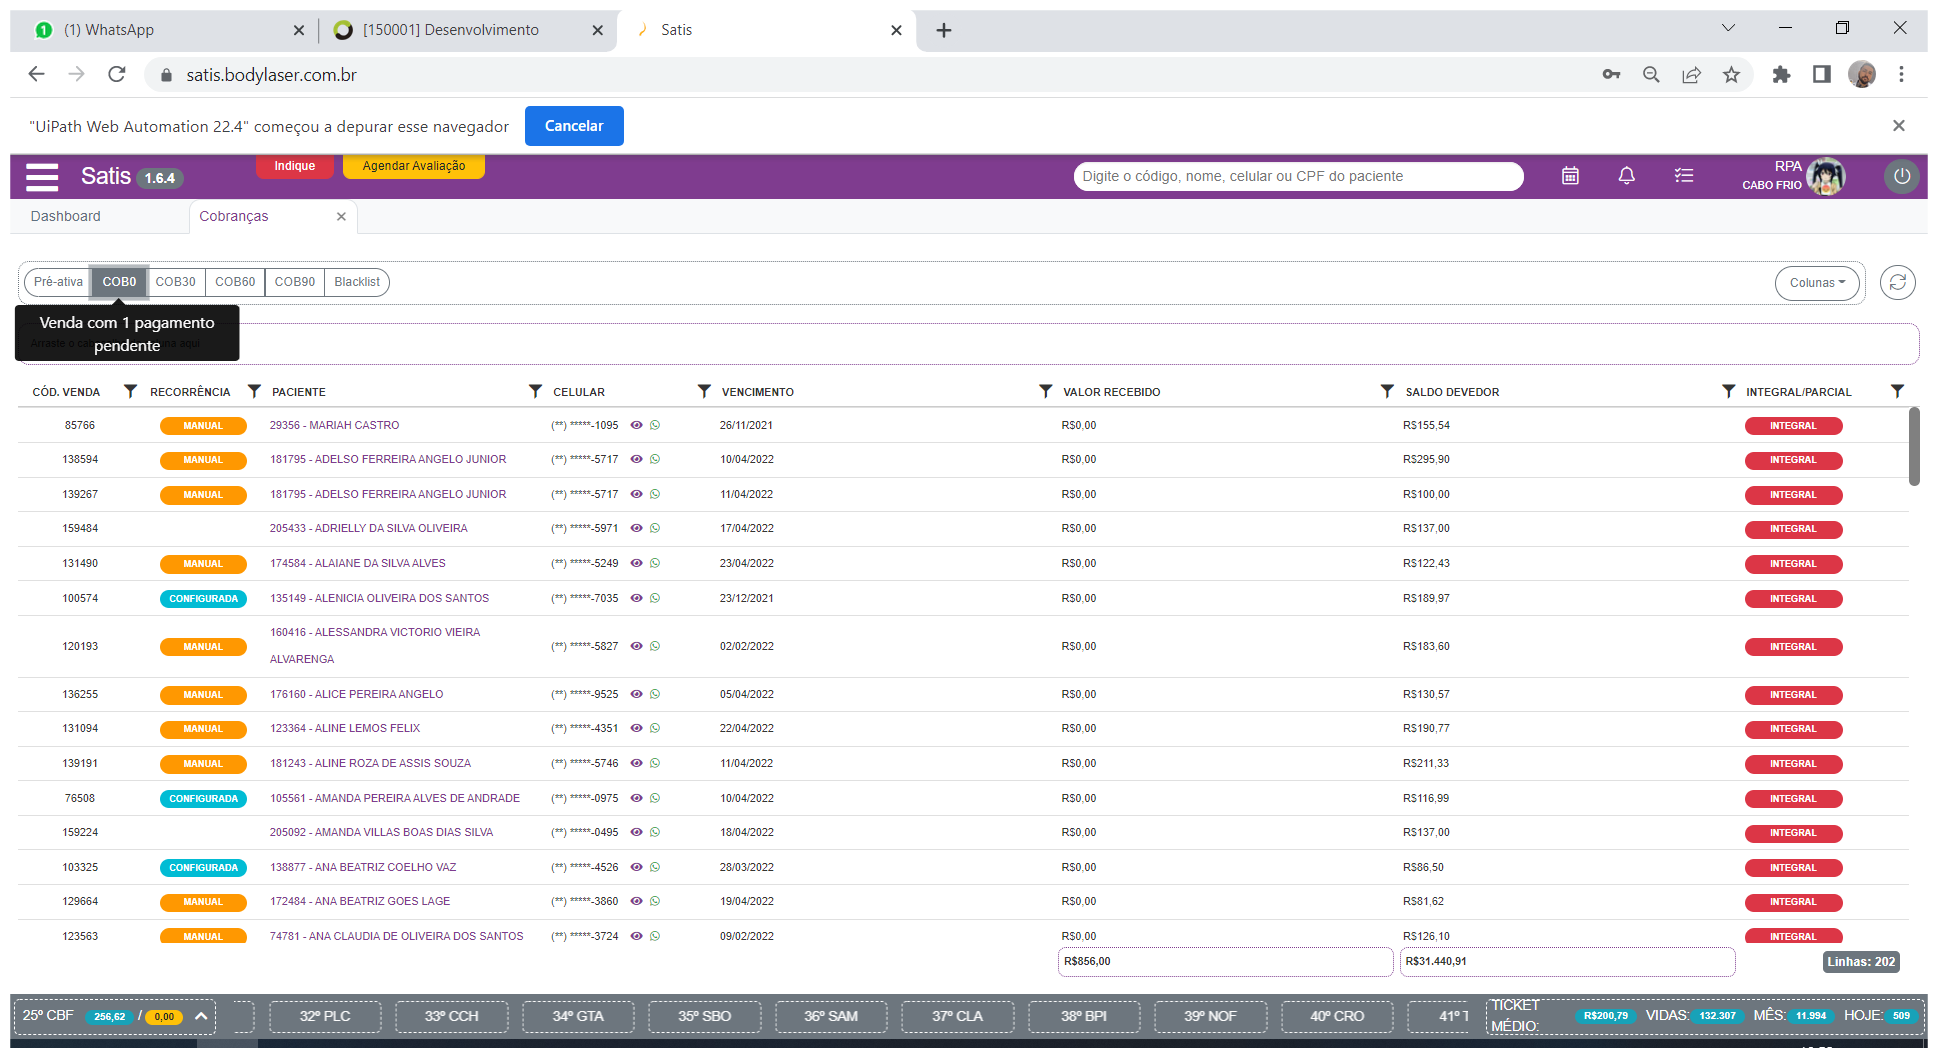 (1) WhatsApp
[150001] Desenvolvimento
Satis
satis.bodylaser.com.br
"UiPath Web Automation 22.4" começou a depurar esse navegador
Cancelar
Satis 1.6.4
Indique
Agendar Avaliação
Digite o código, nome, celular ou CPF do paciente
RPA
CABO FRIO
Dashboard
Cobranças
Pré-ativa COB0 COB30 COB60 COB90 Blacklist
Colunas
Venda com 1 pagamento
pendente
CÓD. VENDA RECORRÊNCIA PACIENTE CELULAR VENCIMENTO VALOR RECEBIDO SALDO DEVEDOR INTEGRAL/PARCIAL
85766 MANUAL 29356 - MARIAH CASTRO (**) *****-1095 26/11/2021 R$0,00 R$155,54 INTEGRAL
138594 MANUAL 181795 - ADELSO FERREIRA ANGELO JUNIOR (**) *****-5717 10/04/2022 R$0,00 R$295,90 INTEGRAL
139267 MANUAL 181795 - ADELSO FERREIRA ANGELO JUNIOR (**) *****-5717 11/04/2022 R$0,00 R$100,00 INTEGRAL
159484 205433 - ADRIELLY DA SILVA OLIVEIRA (**) *****-5971 17/04/2022 R$0,00 R$137,00 INTEGRAL
131490 MANUAL 174584 - ALAIANE DA SILVA ALVES (**) *****-5249 23/04/2022 R$0,00 R$122,43 INTEGRAL
100574 CONFIGURADA 135149 - ALENICIA OLIVEIRA DOS SANTOS (**) *****-7035 23/12/2021 R$0,00 R$189,97 INTEGRAL
120193 MANUAL 160416 - ALESSANDRA VICTORIO VIEIRA
ALVARENGA (**) *****-5827 02/02/2022 R$0,00 R$183,60 INTEGRAL
136255 MANUAL 176160 - ALICE PEREIRA ANGELO (**) *****-9525 05/04/2022 R$0,00 R$130,57 INTEGRAL
131094 MANUAL 123364 - ALINE LEMOS FELIX (**) *****-4351 22/04/2022 R$0,00 R$190,77 INTEGRAL
139191 MANUAL 181243 - ALINE ROZA DE ASSIS SOUZA (**) *****-5746 11/04/2022 R$0,00 R$211,33 INTEGRAL
76508 CONFIGURADA 105561 - AMANDA PEREIRA ALVES DE ANDRADE (**) *****-0975 10/04/2022 R$0,00 R$116,99 INTEGRAL
159224 205092 - AMANDA VILLAS BOAS DIAS SILVA (**) *****-0495 18/04/2022 R$0,00 R$137,00 INTEGRAL
103325 CONFIGURADA 138877 - ANA BEATRIZ COELHO VAZ (**) *****-4526 28/03/2022 R$0,00 R$86,50 INTEGRAL
129664 MANUAL 172484 - ANA BEATRIZ GOES LAGE (**) *****-3860 19/04/2022 R$0,00 R$81,62 INTEGRAL
123563 MANUAL 74781 - ANA CLAUDIA DE OLIVEIRA DOS SANTOS (**) *****-3724 09/02/2022 R$0,00 R$126,10 INTEGRAL
R$856,00 R$31.440,91 Linhas: 202
25º CBF 256,62 / 0,00 32º PLC 33º CCH 34º GTA 35º SBO 36º SAM 37º CLA 38º BPI 39º NOF 40º CRO 41º
TICKET
MÉDIO: R$200,79 VIDAS: 132.307 MÊS: 11.994 HOJE: 509